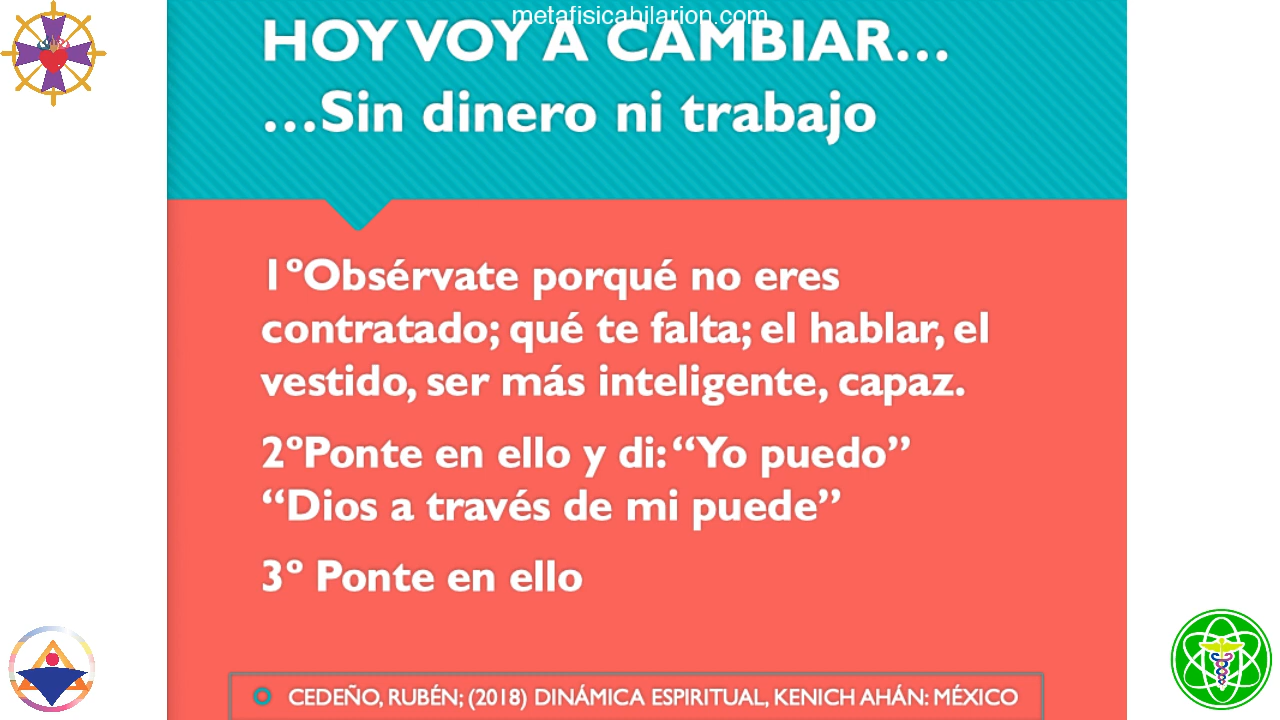 metafisicahilarion.com
HOY VOY A CAMBIAR…
…Sin dinero ni trabajo
1ºObsérvate porqué no eres
contratado; qué te falta; el hablar, el
vestido, ser más inteligente, capaz.
2ºPonte en ello y di: “Yo puedo”
“Dios a través de mi puede”
3º Ponte en ello
CEDEÑO, RUBÉN; (2018) DINÁMICA ESPIRITUAL, KENICH AHÁN: MÉXICO